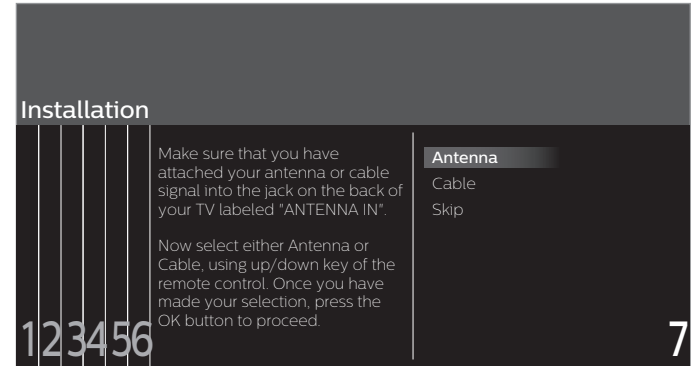 Installation
Make sure that you have
attached your antenna or cable
signal into the jack on the back of
your TV labeled "ANTENNA IN".
Now select either Antenna or
Cable, using up/down key of the
remote control. Once you have
made your selection, press the
OK button to proceed.
Antenna
Cable
Skip
123456
7